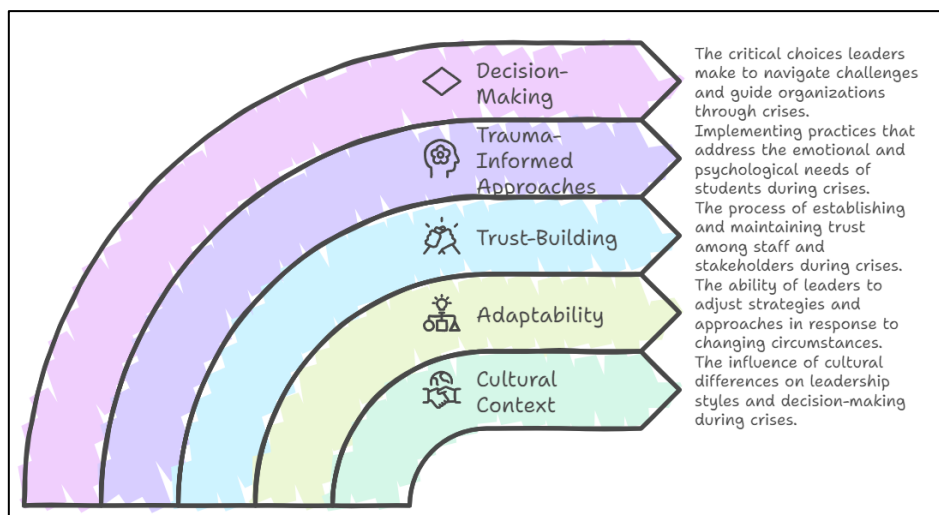 Decision-
Making
The critical choices leaders
make to navigate challenges
and guide organizations
through crises.
Trauma-
Informed
Approaches
Implementing practices that
address the emotional and
psychological needs of
students during crises.
Trust-Building
The process of establishing
and maintaining trust
among staff and
stakeholders during crises.
Adaptability
The ability of leaders to
adjust strategies and
approaches in response to
changing circumstances.
Cultural
Context
The influence of cultural
differences on leadership
styles and decision-making
during crises.